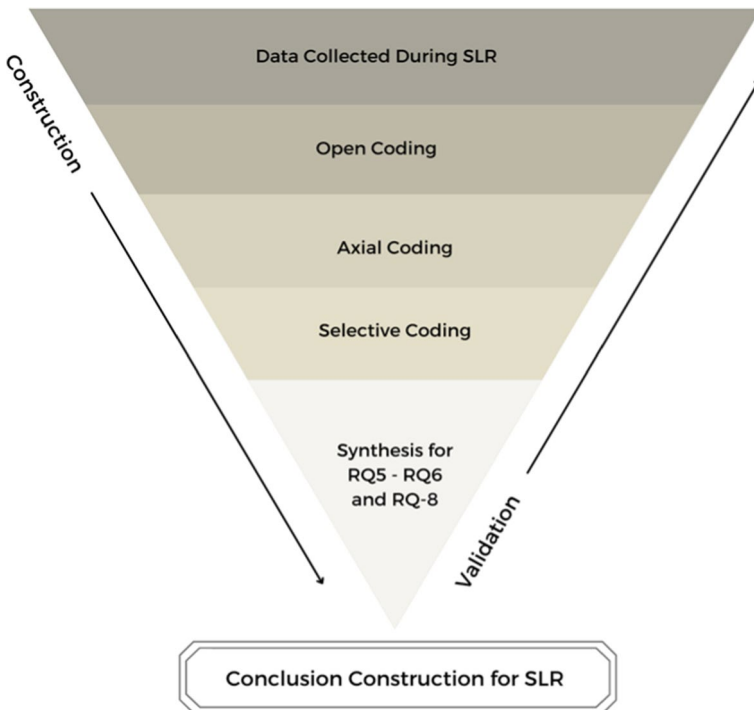 Data Collected During SLR
Construction
Open Coding
Axial Coding
Selective Coding
Synthesis for
RQ5 - RQ6
and RQ-8
Validation
Conclusion Construction for SLR